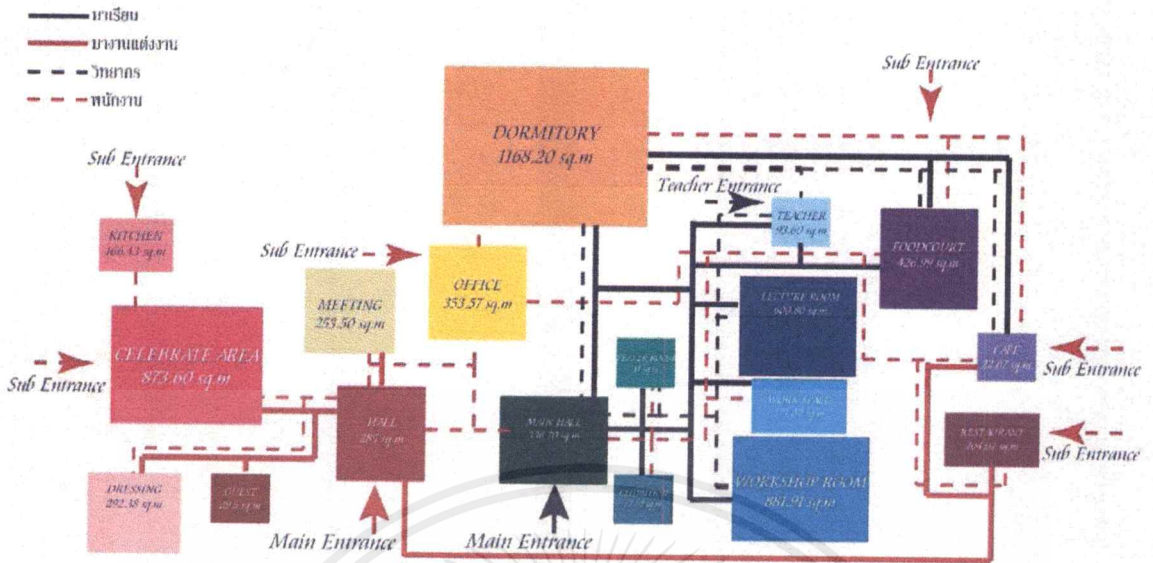 มาเรียน
มางานแต่งงาน
วิทยากร
พนักงาน
Sub Entrance
DORMITORY
1168.20 sq.m
Sub Entrance
Teacher Entrance
KITCHEN
166.43 sq.m
TEACHER
93.60 sq.m
Sub Entrance
OFFICE
353.57 sq.m
FOODCOURT
426.99 sq.m
MEETING
253.50 sq.m
LECTURE ROOM
CELEBRATE AREA
873.60 sq.m
Sub Entrance
CAFE
Sub Entrance
HALL
287 sq.m
MAIN HALL
RESTAURANT
Sub Entrance
DRESSING
292.38 sq.m
GUEST
WORKSHOP ROOM
881.91 sq.m
Main Entrance
Main Entrance